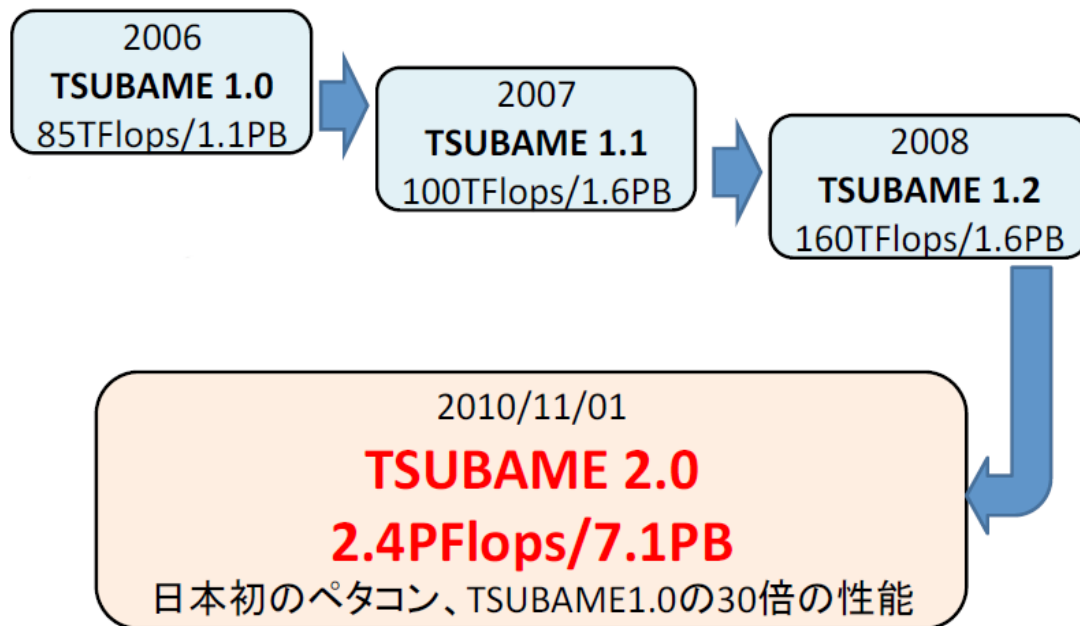 2006
TSUBAME 1.0
85TFlops/1.1PB
2007
TSUBAME 1.1
100TFlops/1.6PB
2008
TSUBAME 1.2
160TFlops/1.6PB
2010/11/01
TSUBAME 2.0
2.4PFlops/7.1PB
日本初のペタコン、TSUBAME1.0の30倍の性能